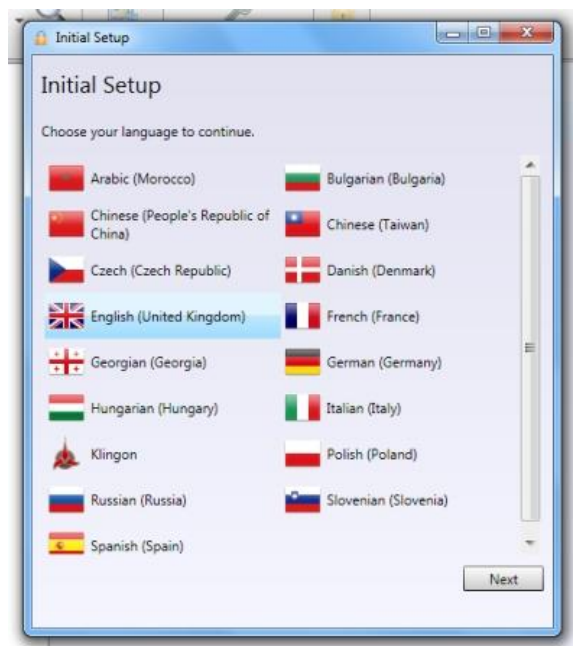 Initial Setup
Initial Setup
Choose your language to continue.
Arabic (Morocco)
Bulgarian (Bulgaria)
Chinese (People's Republic of
China)
Chinese (Taiwan)
Czech (Czech Republic)
Danish (Denmark)
English (United Kingdom)
French (France)
Georgian (Georgia)
German (Germany)
Hungarian (Hungary)
Italian (Italy)
Klingon
Polish (Poland)
Russian (Russia)
Slovenian (Slovenia)
Spanish (Spain)
Next